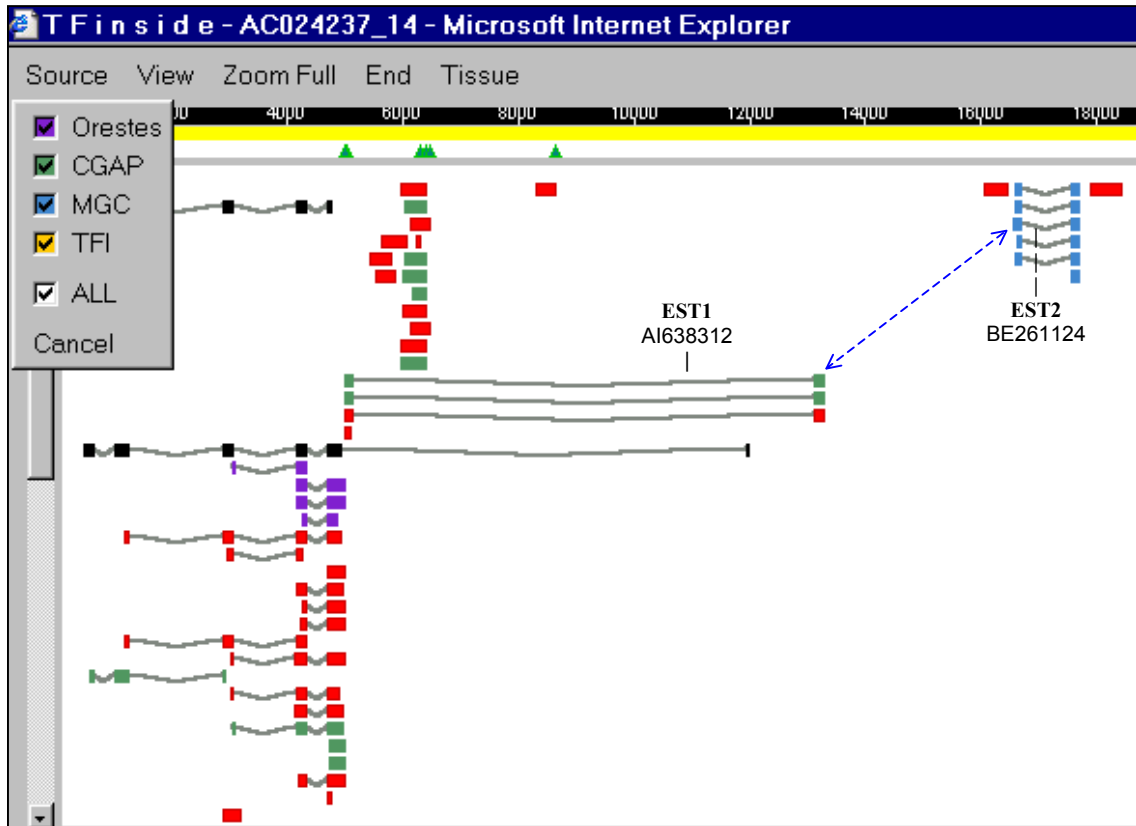 T F i n s i d e - AC024237_14 - Microsoft Internet Explorer
Source View Zoom Full End Tissue
4000 6000 8000 10000 12000 14000 16000 18000
Orestes
CGAP
MGC
TFI
ALL
Cancel
EST1
AI638312
EST2
BE261124